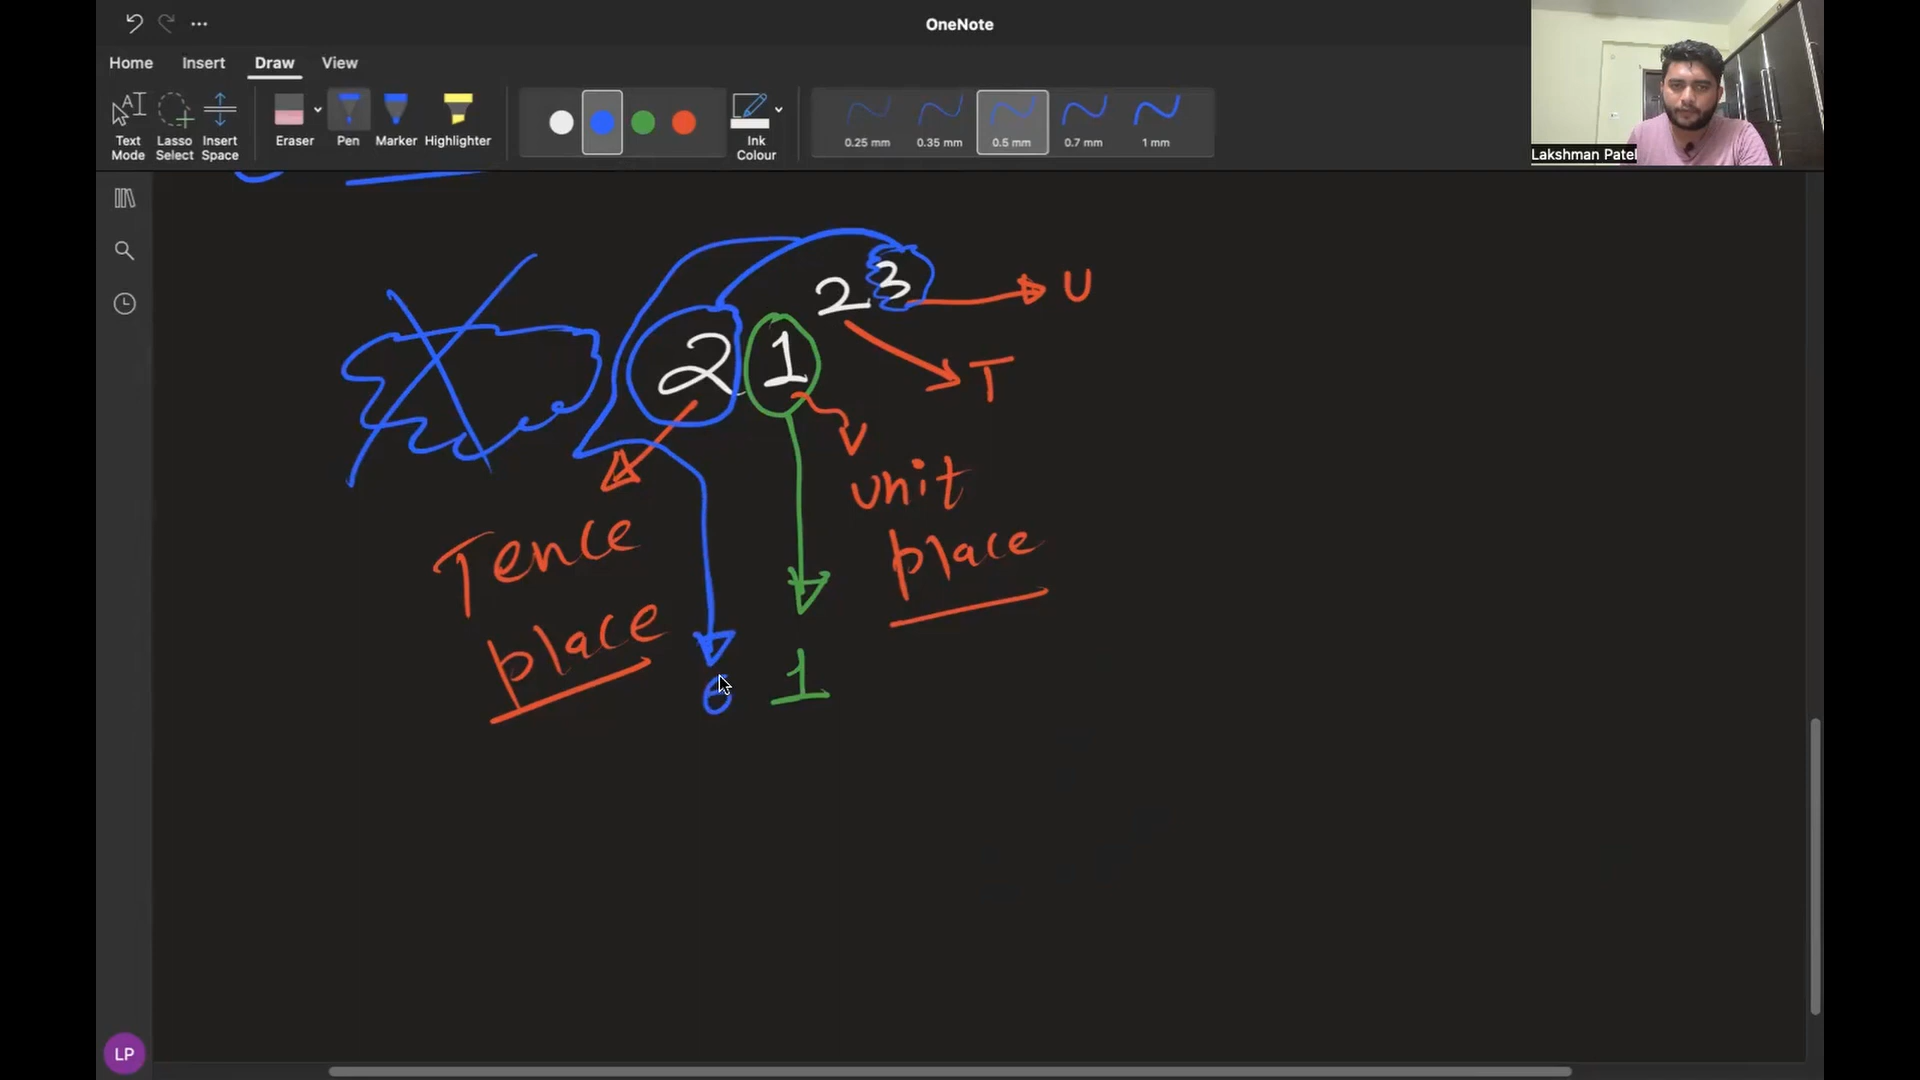 OneNote
Home Insert Draw View
Text Mode
Lasso Select
Insert Space
Eraser
Pen
Marker
Highlighter
Ink Colour
0.25 mm
0.35 mm
0.5 mm
0.7 mm
1 mm
Lakshman Patel
23
U
21
T
unit
place
Tence
place
6 1
LP